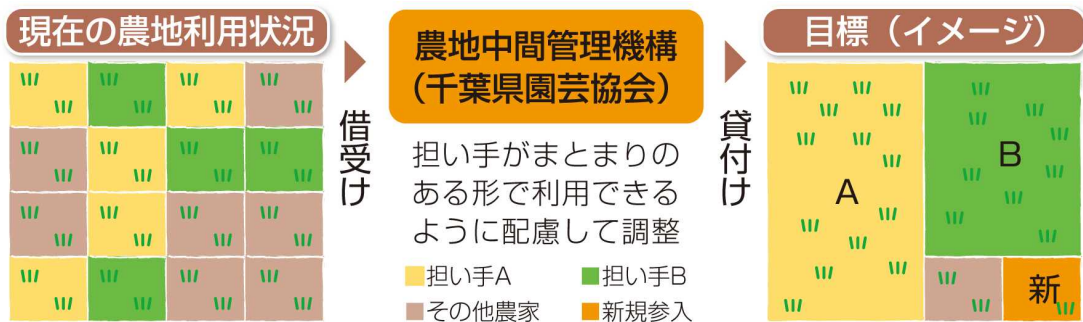 現在の農地利用状況
借受け
農地中間管理機構
（千葉県園芸協会）
担い手がまとまりの
ある形で利用できる
ように配慮して調整
担い手A
担い手B
その他農家
新規参入
貸付け
目標（イメージ）
A
B
新